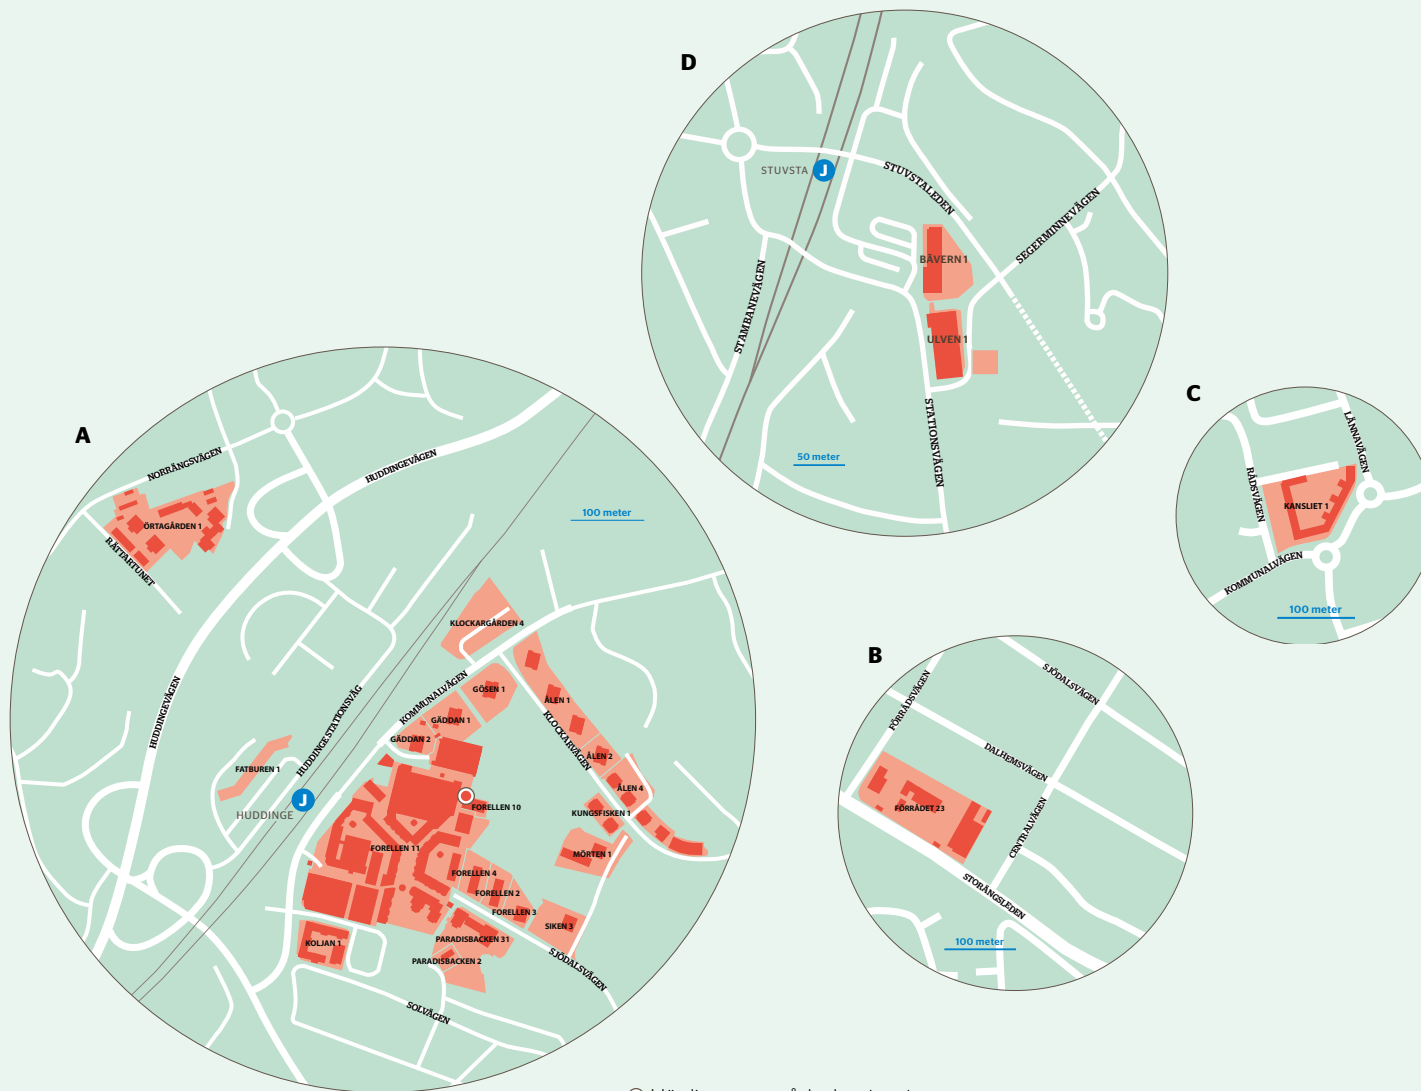 D
STUVSTA J
STUVSTALEDEN
SEGERMINNEVÄGEN
BÄVERN 1
STAMBANEVÄGEN
ULVEN 1
STATIONSVÄGEN
50 meter
C
LÄNNAVÄGEN
RÅDSVÄGEN
KANSLIET 1
KOMMUNALVÄGEN
100 meter
A
NORRÄNGSVÄGEN
HUDDINGEVÄGEN
100 meter
ÖRTAGÅRDEN 1
RÄTTARTUNET
KLOCKARGÅRDEN 4
KOMMUNALVÄGEN
GÖSEN 1
ÅLEN 1
HUDDINGEVÄGEN
HUDDINGE STATIONSVÄG
GÄDDAN 1
GÄDDAN 2
KLOCKARVÄGEN
ÅLEN 2
FATBUREN 1
ÅLEN 4
HUDDINGE J
FORELLEN 10
KUNGSFISKEN 1
FORELLEN 11
MÖRTEN 1
FORELLEN 4
FORELLEN 2
FORELLEN 3
SIKEN 3
KOLJAN 1
PARADISBACKEN 31
PARADISBACKEN 2
SJÖDALSVÄGEN
SOLVÄGEN
B
SJÖDALSVÄGEN
FÖRRÅDSVÄGEN
DALHEMSVÄGEN
FÖRRÅDET 23
CENTRALVÄGEN
STORÄNGSLEDEN
100 meter